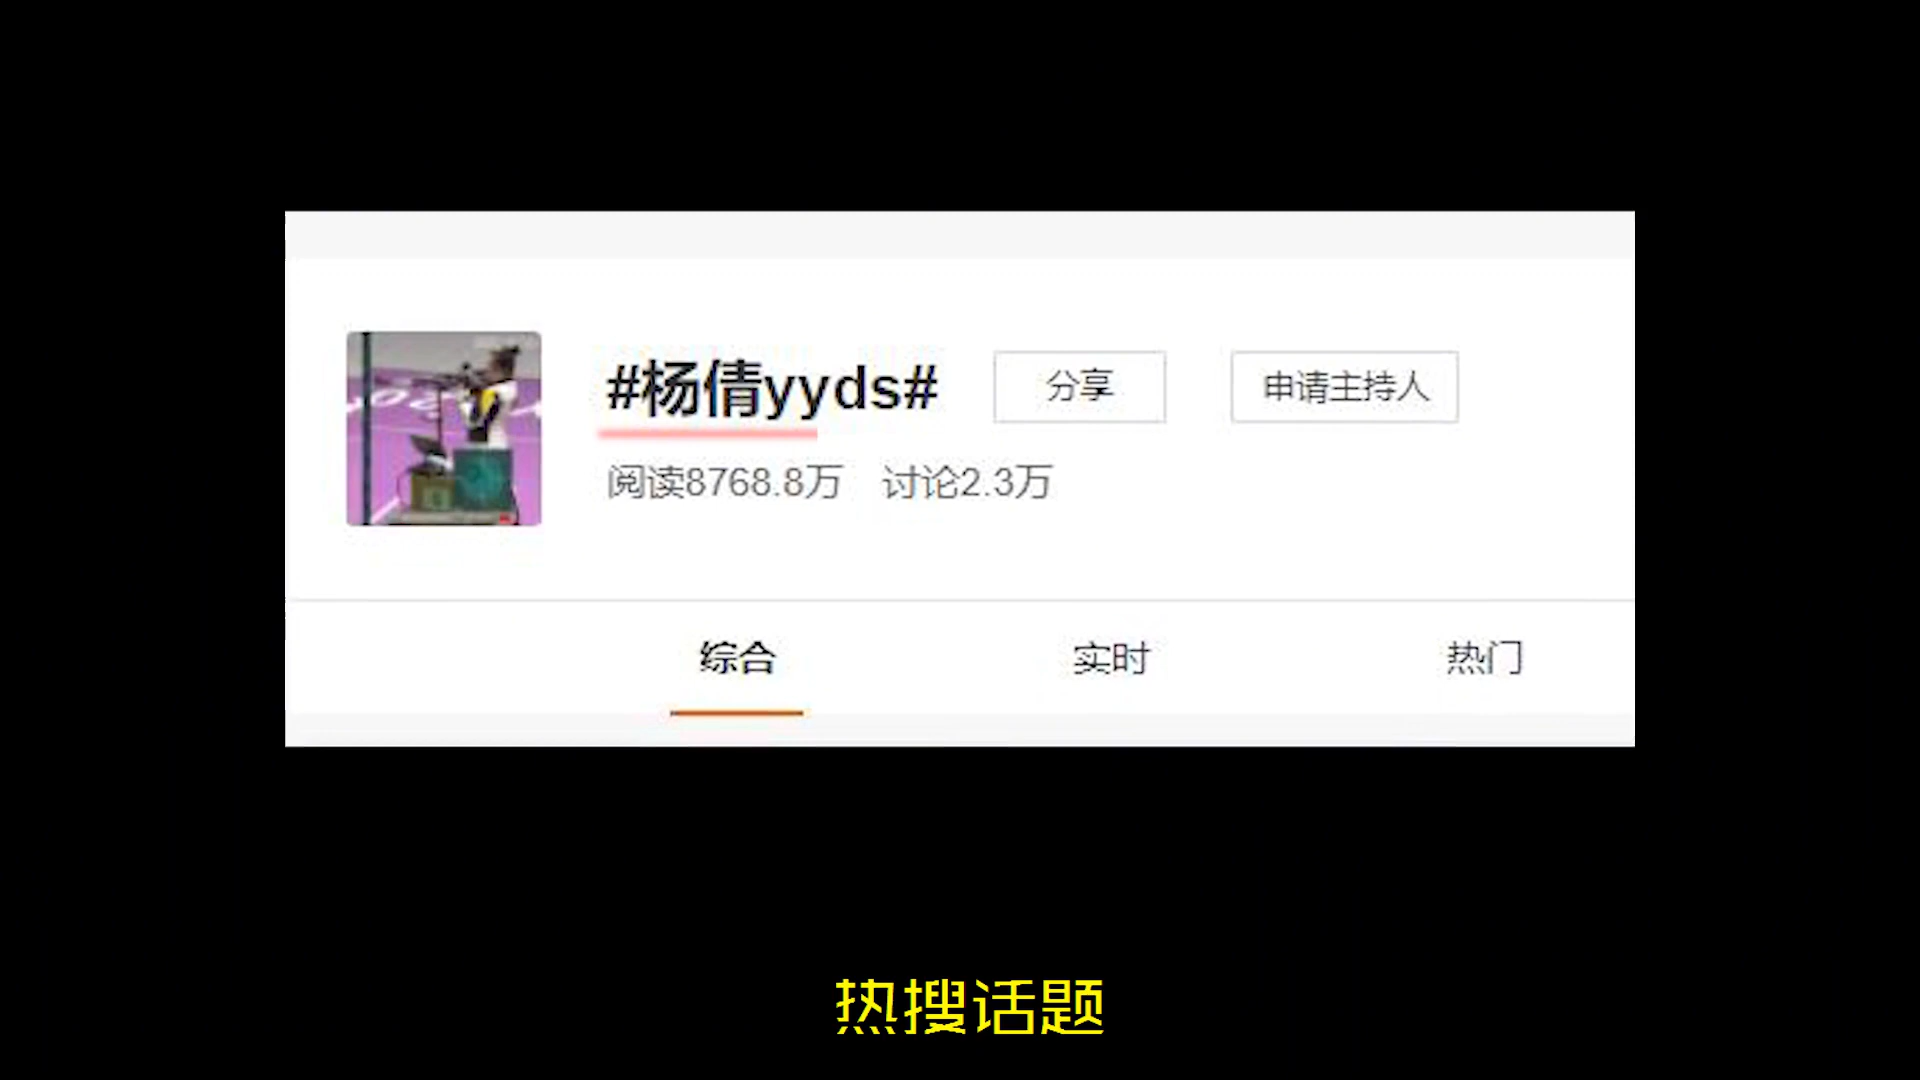 #杨倩yyds# 分享 申请主持人
阅读8768.8万 讨论2.3万
综合 实时 热门
热搜话题